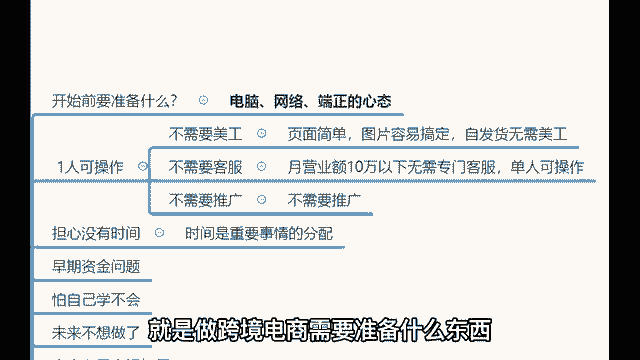 开始前要准备什么? 电脑、网络、端正的心态
不需要美工 页面简单，图片容易搞定，自发货无需美工
1人可操作 不需要客服 月营业额10万以下无需专门客服，单人可操作
不需要推广 不需要推广
担心没有时间 时间是重要事情的分配
早期资金问题
怕自己学不会
未来不想做了
就是做跨境电商需要准备什么东西